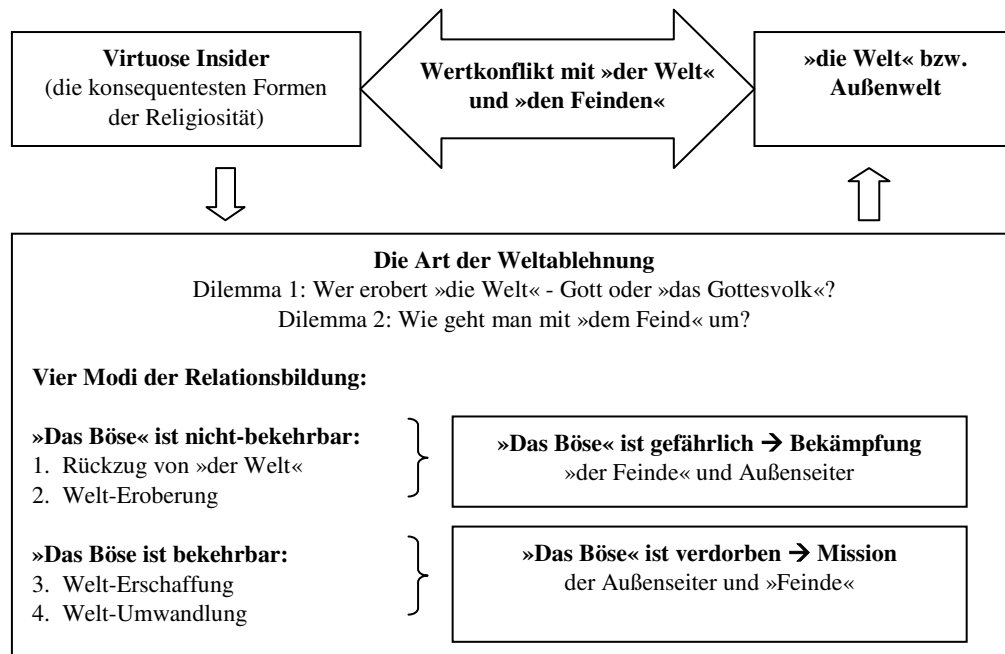 Virtuose Insider
(die konsequentesten Formen
der Religiosität)
Wertkonflikt mit »der Welt«
und »den Feinden«
»die Welt« bzw.
Außenwelt
Die Art der Weltablehnung
Dilemma 1: Wer erobert »die Welt« - Gott oder »das Gottesvolk«?
Dilemma 2: Wie geht man mit »dem Feind« um?
Vier Modi der Relationsbildung:
»Das Böse« ist nicht-bekehrbar:
1. Rückzug von »der Welt«
2. Welt-Eroberung
»Das Böse« ist gefährlich → Bekämpfung
»der Feinde« und Außenseiter
»Das Böse ist bekehrbar:
3. Welt-Erschaffung
4. Welt-Umwandlung
»Das Böse« ist verdorben → Mission
der Außenseiter und »Feinde«